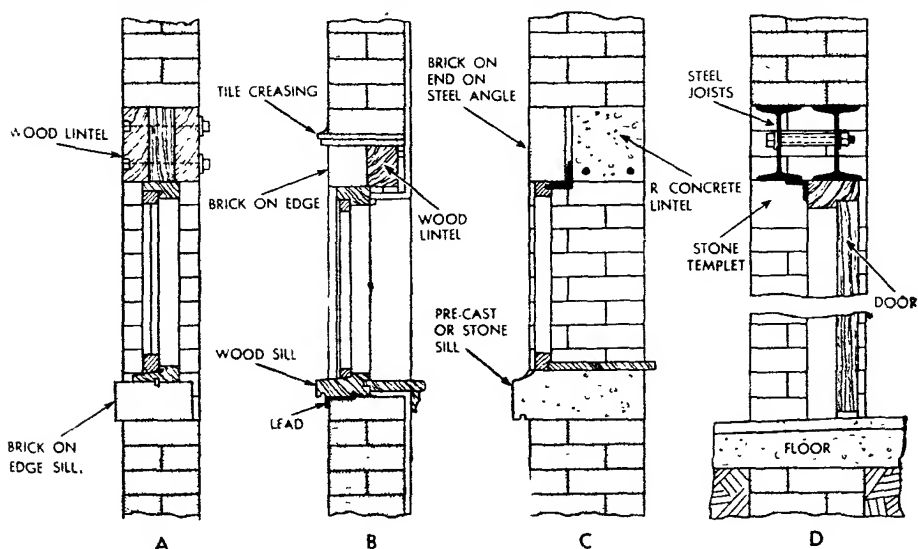 WOOD LINTEL
BRICK ON
EDGE SILL.
A
TILE CREASING
BRICK ON EDGE
WOOD
LINTEL
WOOD SILL
LEAD
B
BRICK ON
END ON
STEEL ANGLE
R CONCRETE
LINTEL
PRE-CAST
OR STONE
SILL
C
STEEL
JOISTS
STONE
TEMPLET
DOOR
FLOOR
D